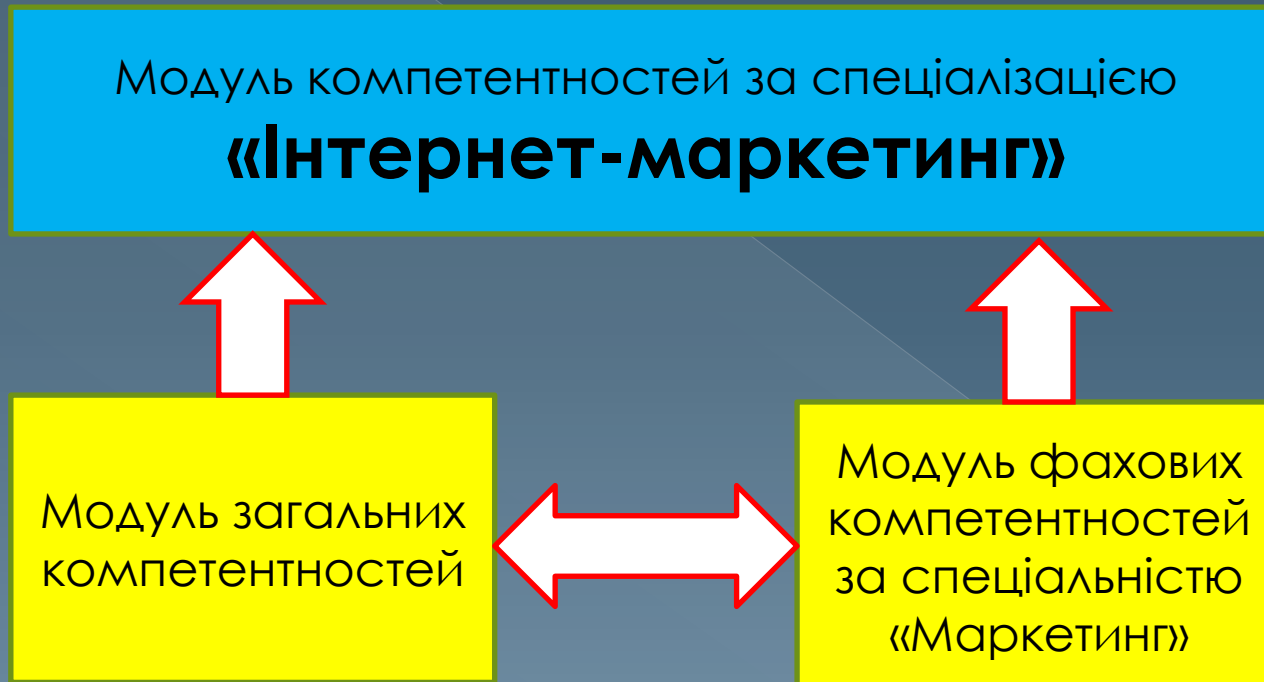 Модуль компетентностей за спеціалізацією
«Інтернет-маркетинг»
Модуль загальних
компетентностей
Модуль фахових
компетентностей
за спеціальністю
«Маркетинг»